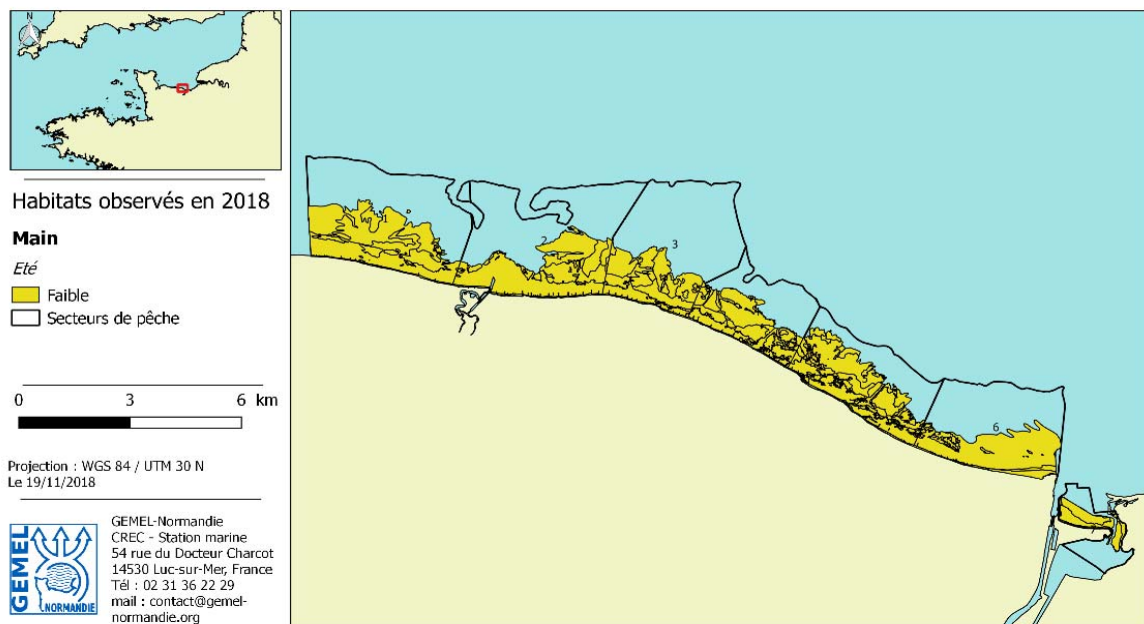 N
Habitats observés en 2018
Main
Eté
Faible
Secteurs de pêche
0 3 6 km
Projection : WGS 84 / UTM 30 N
Le 19/11/2018
GEMEL
NORMANDIE
GEMEL-Normandie
CREC - Station marine
54 rue du Docteur Charcot
14530 Luc-sur-Mer, France
Tél : 02 31 36 22 29
mail : contact@gemel-
normandie.org
1
2
3
6